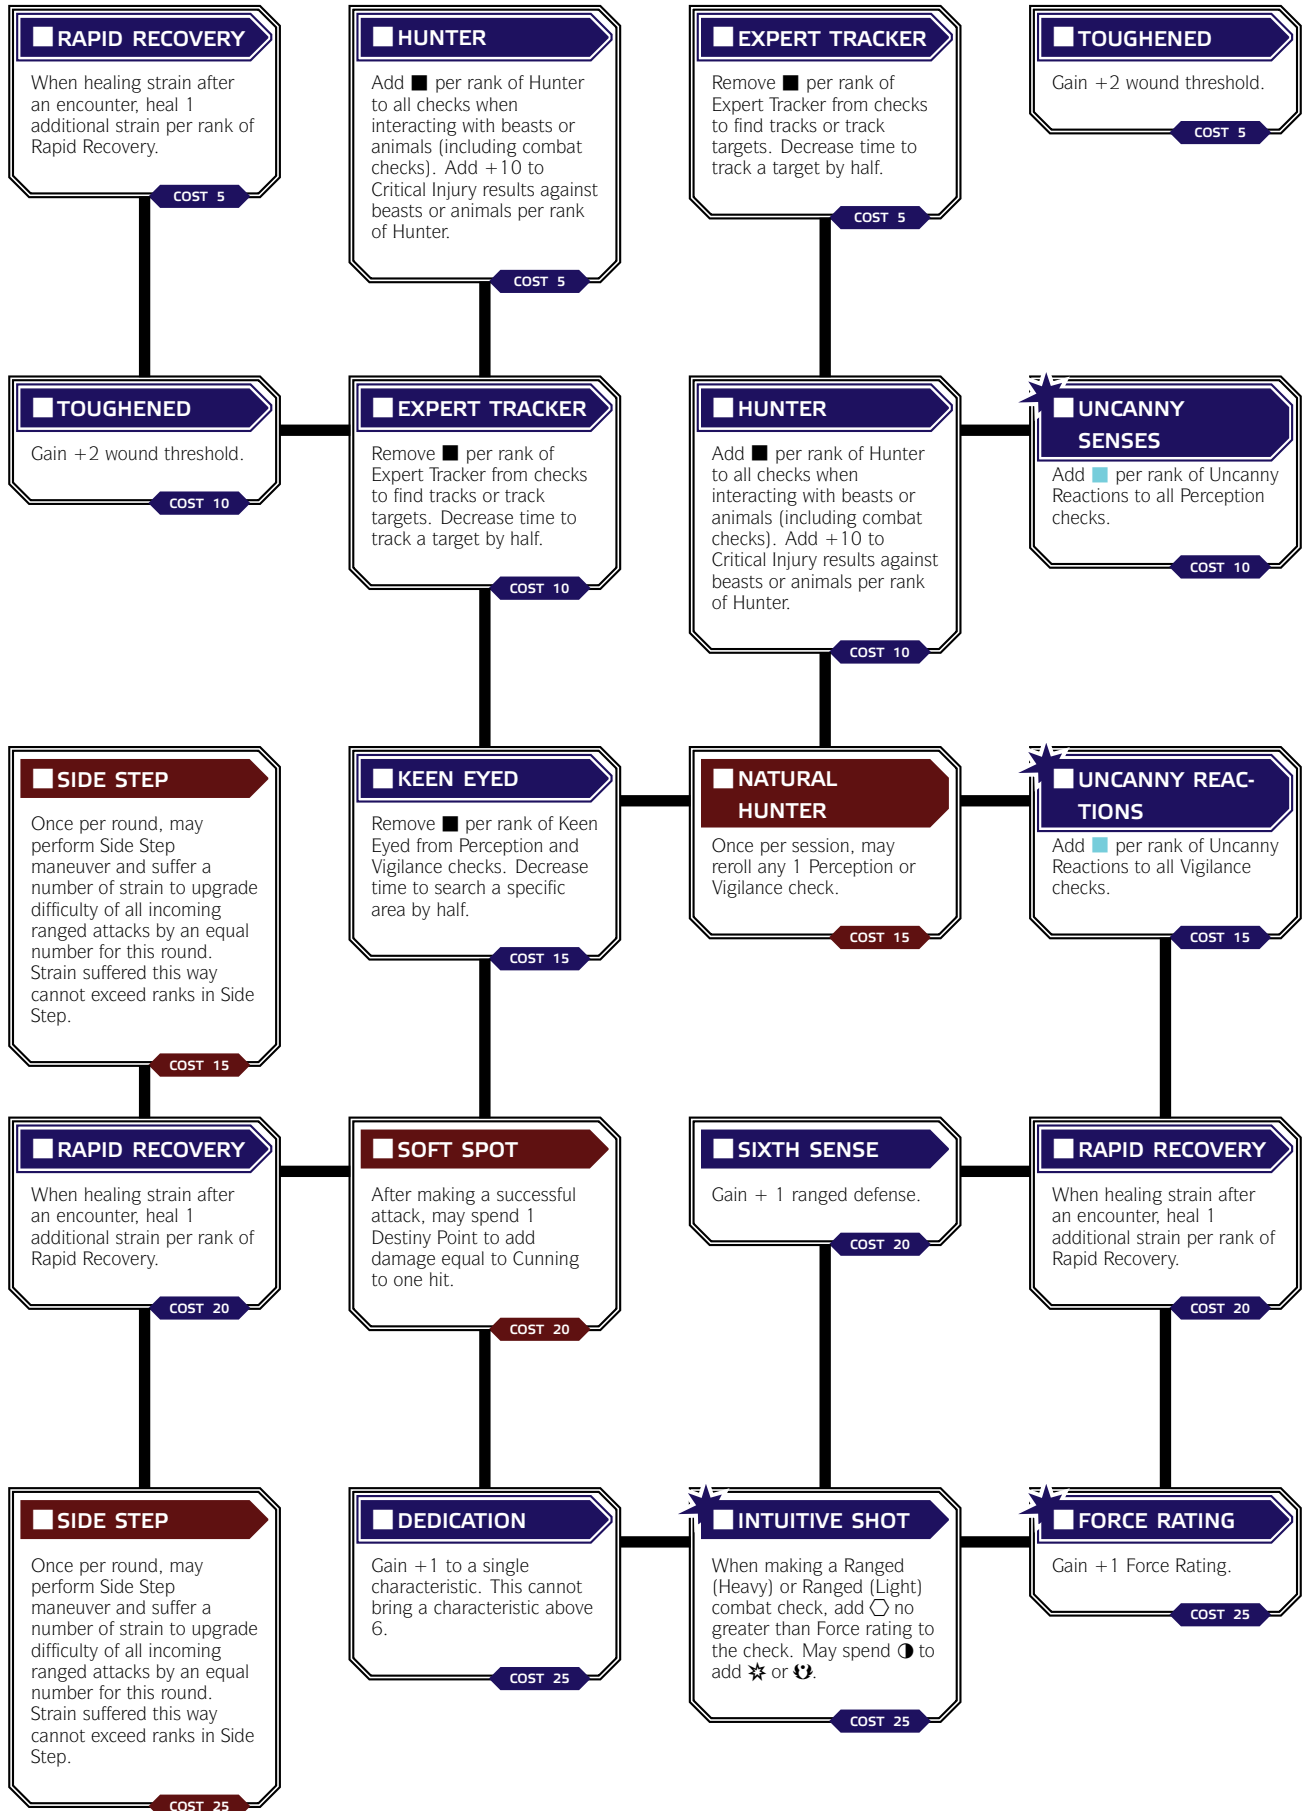 RAPID RECOVERY
When healing strain after
an encounter, heal 1
additional strain per rank of
Rapid Recovery.
COST 5
HUNTER
Add ■ per rank of Hunter
to all checks when
interacting with beasts or
animals (including combat
checks). Add +10 to
Critical Injury results against
beasts or animals per rank
of Hunter.
COST 5
EXPERT TRACKER
Remove ■ per rank of
Expert Tracker from checks
to find tracks or track
targets. Decrease time to
track a target by half.
COST 5
TOUGHENED
Gain +2 wound threshold.
COST 5
TOUGHENED
Gain +2 wound threshold.
COST 10
EXPERT TRACKER
Remove ■ per rank of
Expert Tracker from checks
to find tracks or track
targets. Decrease time to
track a target by half.
COST 10
HUNTER
Add ■ per rank of Hunter
to all checks when
interacting with beasts or
animals (including combat
checks). Add +10 to
Critical Injury results against
beasts or animals per rank
of Hunter.
COST 10
UNCANNY
SENSES
Add ■ per rank of Uncanny
Reactions to all Perception
checks.
COST 10
SIDE STEP
Once per round, may
perform Side Step
maneuver and suffer a
number of strain to upgrade
difficulty of all incoming
ranged attacks by an equal
number for this round.
Strain suffered this way
cannot exceed ranks in Side
Step.
COST 15
KEEN EYED
Remove ■ per rank of Keen
Eyed from Perception and
Vigilance checks. Decrease
time to search a specific
area by half.
COST 15
NATURAL
HUNTER
Once per session, may
reroll any 1 Perception or
Vigilance check.
COST 15
UNCANNY REAC-
TIONS
Add ■ per rank of Uncanny
Reactions to all Vigilance
checks.
COST 15
RAPID RECOVERY
When healing strain after
an encounter, heal 1
additional strain per rank of
Rapid Recovery.
COST 20
SOFT SPOT
After making a successful
attack, may spend 1
Destiny Point to add
damage equal to Cunning
to one hit.
COST 20
SIXTH SENSE
Gain + 1 ranged defense.
COST 20
RAPID RECOVERY
When healing strain after
an encounter, heal 1
additional strain per rank of
Rapid Recovery.
COST 20
SIDE STEP
Once per round, may
perform Side Step
maneuver and suffer a
number of strain to upgrade
difficulty of all incoming
ranged attacks by an equal
number for this round.
Strain suffered this way
cannot exceed ranks in Side
Step.
COST 25
DEDICATION
Gain +1 to a single
characteristic. This cannot
bring a characteristic above
6.
COST 25
INTUITIVE SHOT
When making a Ranged
(Heavy) or Ranged (Light)
combat check, add ⬡ no
greater than Force rating to
the check. May spend ◑ to
add or .
COST 25
FORCE RATING
Gain +1 Force Rating.
COST 25